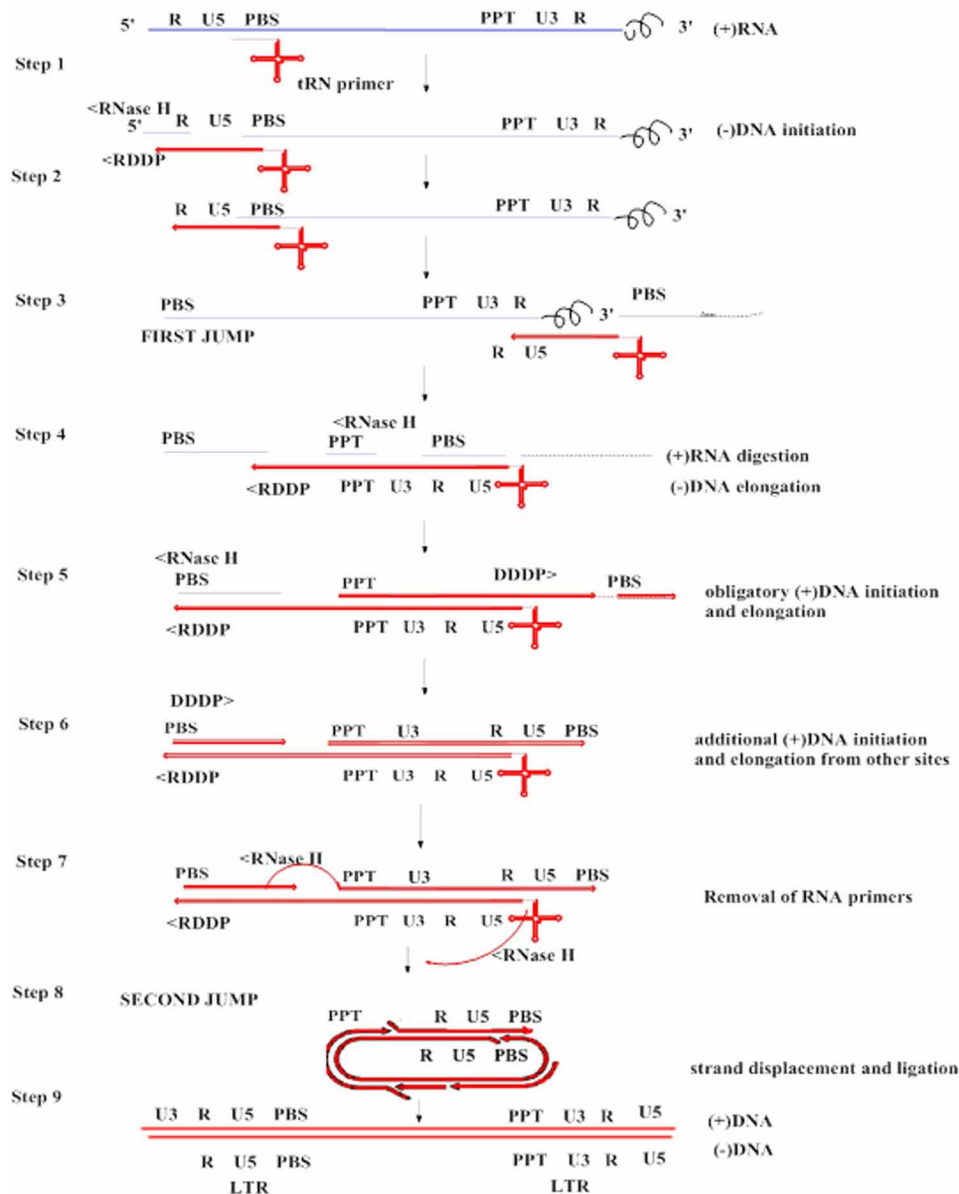 5' R U5 PBS PPT U3 R 3' (+)RNA
Step 1
tRN primer
<RNase H
5' R U5 PBS PPT U3 R 3' (-)DNA initiation
<RDDP
Step 2
R U5 PBS PPT U3 R 3'
Step 3
PBS PPT U3 R 3' PBS
FIRST JUMP
R U5
<RNase H
Step 4
PBS PPT PBS
(+)RNA digestion
<RDDP PPT U3 R U5 (-)DNA elongation
<RNase H
Step 5
PBS PPT DDDP> PBS
obligatory (+)DNA initiation
and elongation
<RDDP PPT U3 R U5
DDDP>
Step 6
PBS PPT U3 R U5 PBS
additional (+)DNA initiation
and elongation from other sites
<RDDP PPT U3 R U5
Step 7
<RNase H
PBS PPT U3 R U5 PBS
Removal of RNA primers
<RDDP PPT U3 R U5
<RNase H
Step 8
SECOND JUMP
PPT R U5 PBS
R U5 PBS
strand displacement and ligation
Step 9
U3 R U5 PBS PPT U3 R U5
(+)DNA
(-)DNA
R U5 PBS PPT U3 R U5
LTR LTR